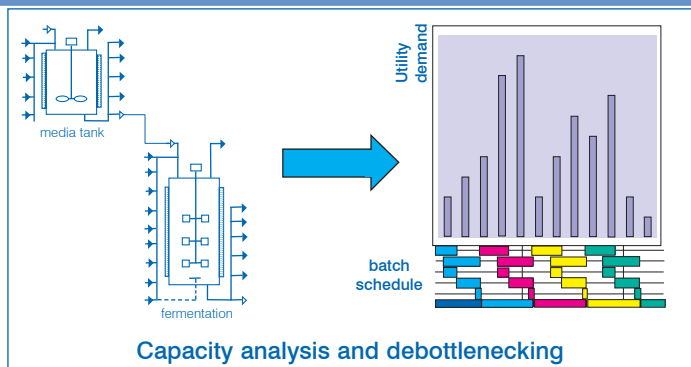 media tank
fermentation
Utility
demand
batch
schedule
Capacity analysis and debottlenecking